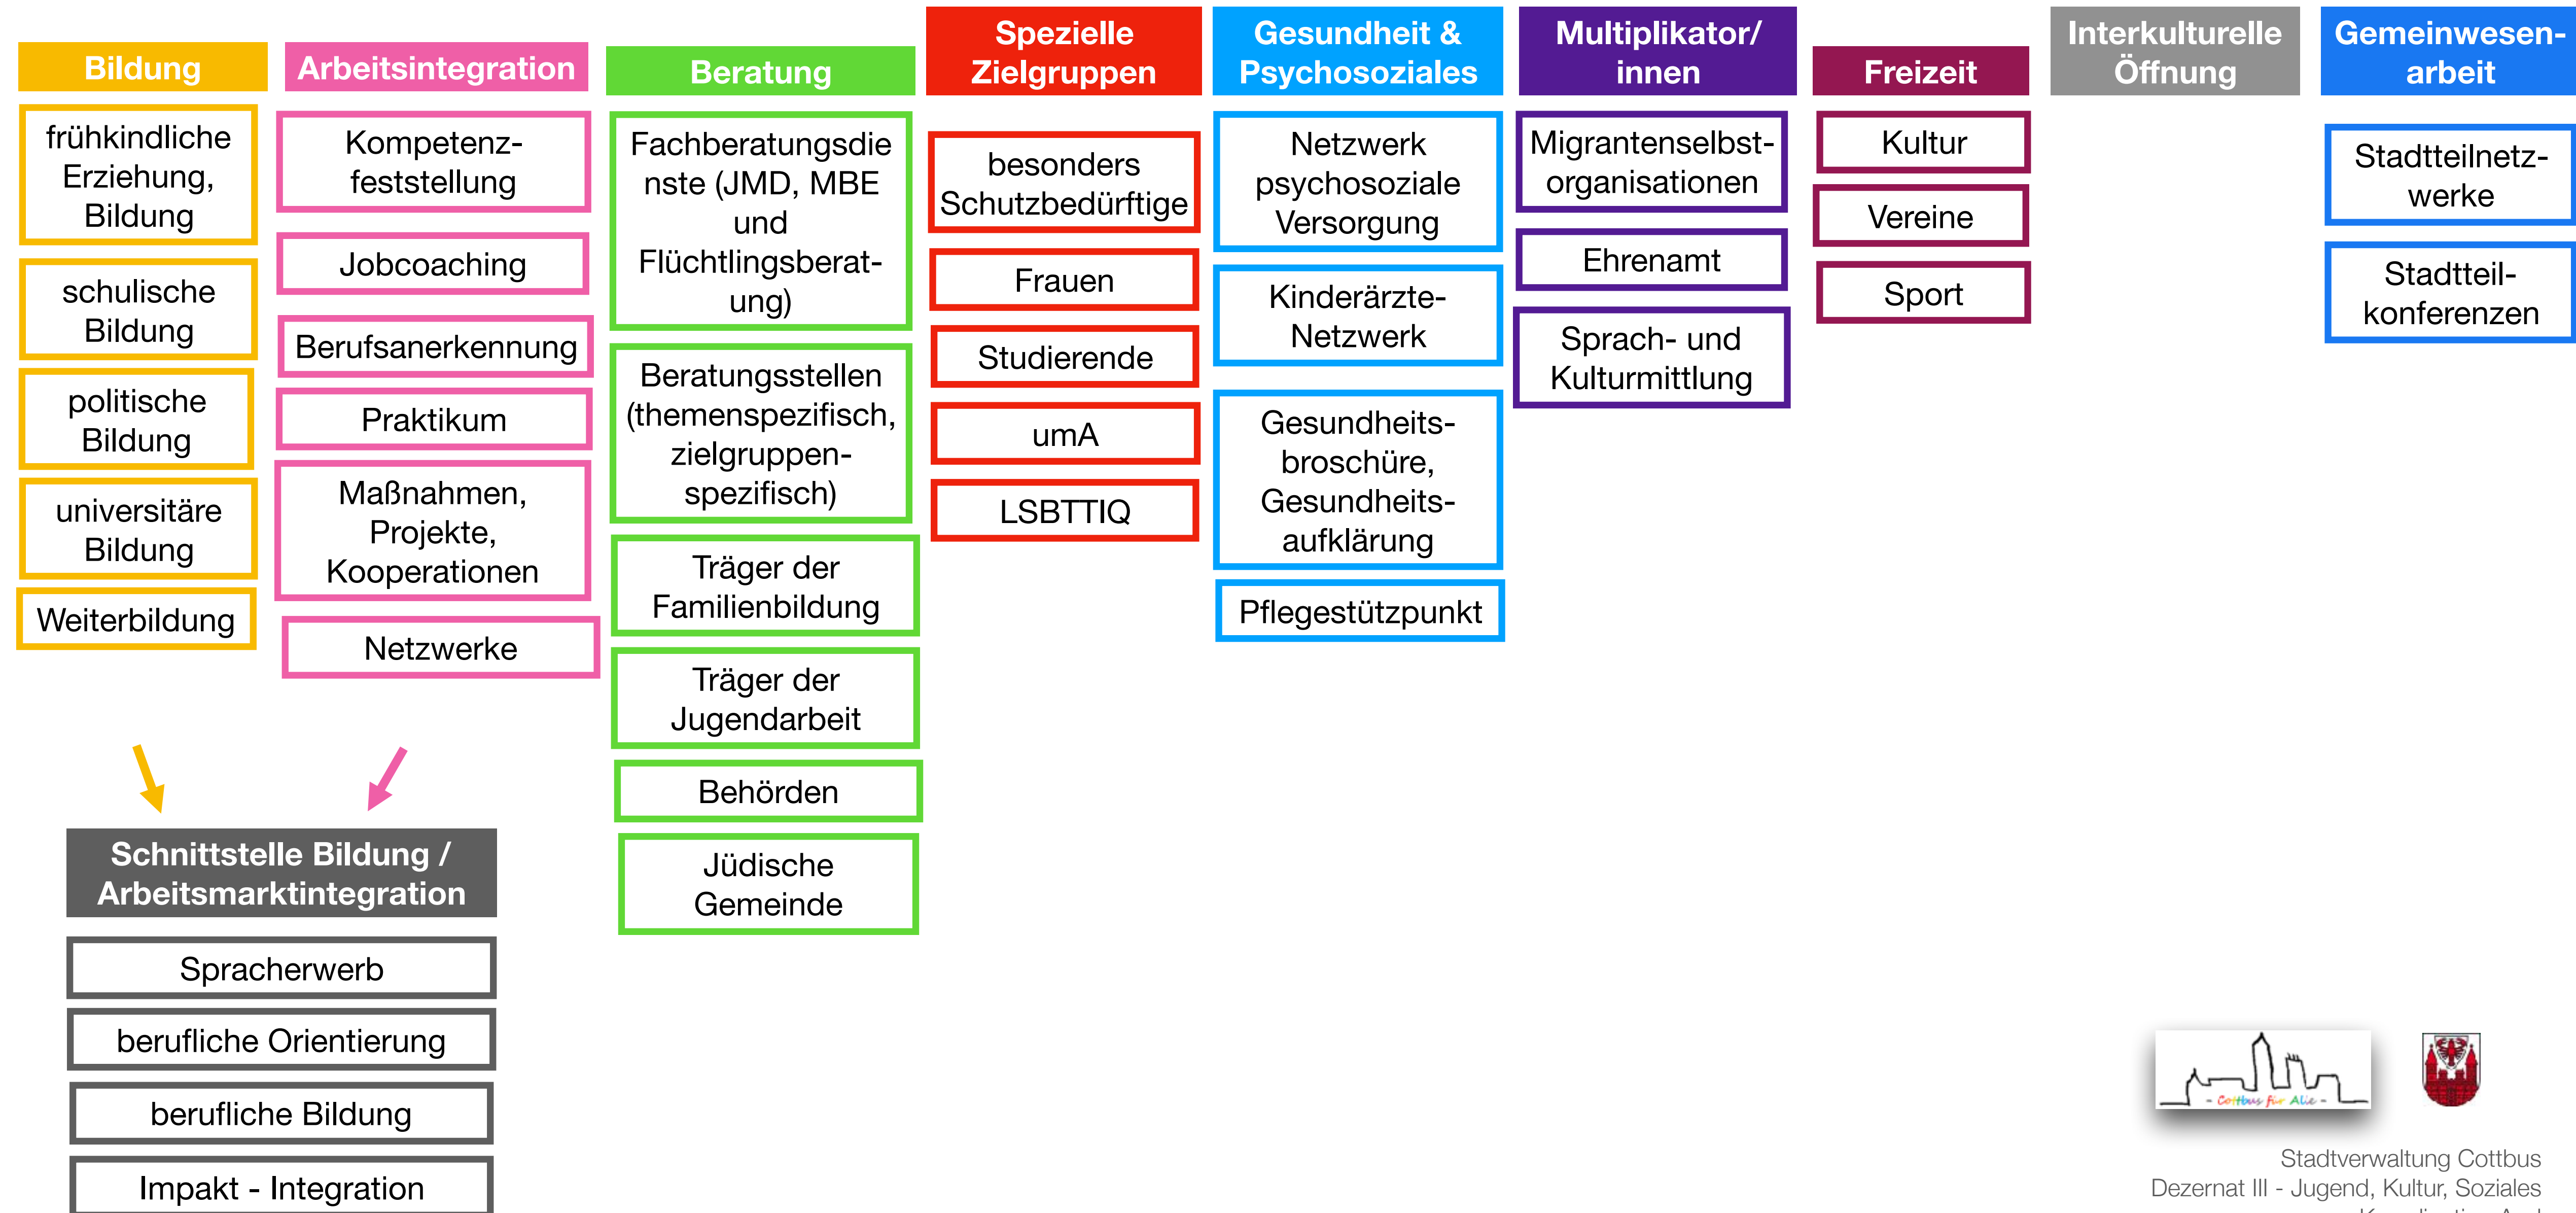 Bildung
frühkindliche
Erziehung,
Bildung
schulische
Bildung
politische
Bildung
universitäre
Bildung
Weiterbildung
Arbeitsintegration
Kompetenz-
feststellung
Jobcoaching
Berufsanerkennung
Praktikum
Maßnahmen,
Projekte,
Kooperationen
Netzwerke
Schnittstelle Bildung /
Arbeitsmarktintegration
Spracherwerb
berufliche Orientierung
berufliche Bildung
Impakt - Integration
Beratung
Fachberatungsdie
nste (JMD, MBE
und
Flüchtlingsberat-
ung)
Beratungsstellen
(themenspezifisch,
zielgruppen-
spezifisch)
Träger der
Familienbildung
Träger der
Jugendarbeit
Behörden
Jüdische
Gemeinde
Spezielle
Zielgruppen
besonders
Schutzbedürftige
Frauen
Studierende
umA
LSBTTIQ
Gesundheit &
Psychosoziales
Netzwerk
psychosoziale
Versorgung
Kinderärzte-
Netzwerk
Gesundheits-
broschüre,
Gesundheits-
aufklärung
Pflegestützpunkt
Multiplikator/
innen
Migrantenselbst-
organisationen
Ehrenamt
Sprach- und
Kulturmittlung
Freizeit
Kultur
Vereine
Sport
Interkulturelle
Öffnung
Gemeinwesen-
arbeit
Stadtteilnetz-
werke
Stadtteil-
konferenzen
- Cottbus für Alle -
Stadtverwaltung Cottbus
Dezernat III - Jugend, Kultur, Soziales